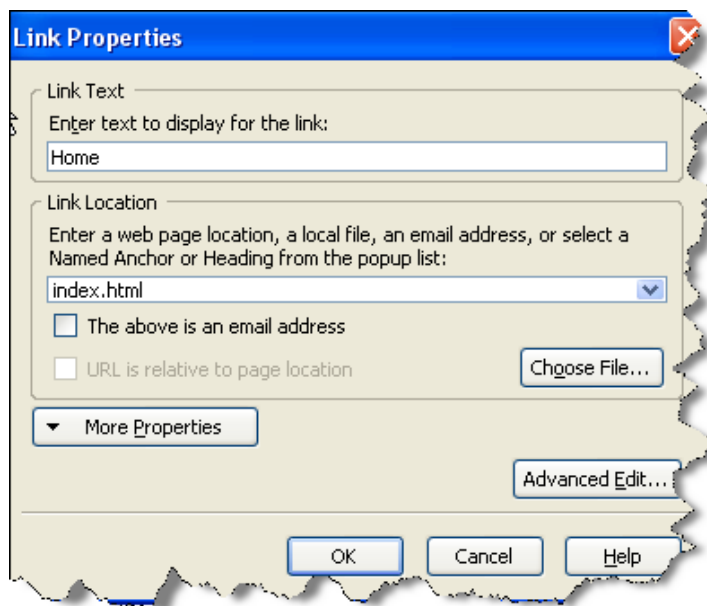 Link Properties
Link Text
Enter text to display for the link:
Home
Link Location
Enter a web page location, a local file, an email address, or select a
Named Anchor or Heading from the popup list:
index.html
The above is an email address
URL is relative to page location
Choose File...
More Properties
Advanced Edit...
OK Cancel Help